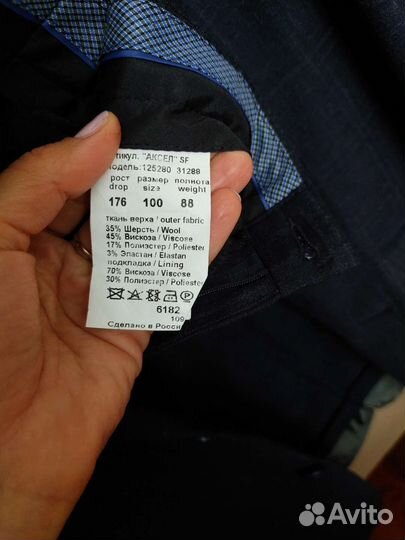 тикул. "АКСЕЛ" SF
одель:125280 31288
рост размер полнота
drop size weight
176 100 88
ткань верха / outer fabric
35% Шерсть / Wool
45% Вискоза / Viscose
17% Полиэстер / Poliester
3% Эластан / Elastan
подкладка / Lining
70% Вискоза / Viscose
30% Полиэстер / Poliester
6182
109
Сделано в Росси
Avito